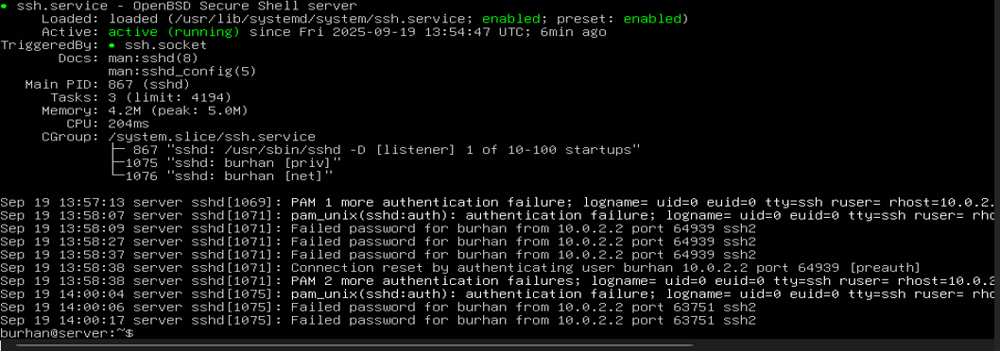 ● ssh.service - OpenBSD Secure Shell server
Loaded: loaded (/usr/lib/systemd/system/ssh.service; enabled; preset: enabled)
Active: active (running) since Fri 2025-09-19 13:54:47 UTC; 6min ago
TriggeredBy: ● ssh.socket
Docs: man:sshd(8)
man:sshd_config(5)
Main PID: 867 (sshd)
Tasks: 3 (limit: 4194)
Memory: 4.2M (peak: 5.0M)
CPU: 204ms
CGroup: /system.slice/ssh.service
├─ 867 "sshd: /usr/sbin/sshd -D [listener] 1 of 10-100 startups"
├─1075 "sshd: burhan [priv]"
└─1076 "sshd: burhan [net]"
Sep 19 13:57:13 server sshd[1069]: PAM 1 more authentication failure; logname= uid=0 euid=0 tty=ssh ruser= rhost=10.0.2.
Sep 19 13:58:07 server sshd[1071]: pam_unix(sshd:auth): authentication failure; logname= uid=0 euid=0 tty=ssh ruser= rho
Sep 19 13:58:09 server sshd[1071]: Failed password for burhan from 10.0.2.2 port 64939 ssh2
Sep 19 13:58:27 server sshd[1071]: Failed password for burhan from 10.0.2.2 port 64939 ssh2
Sep 19 13:58:37 server sshd[1071]: Failed password for burhan from 10.0.2.2 port 64939 ssh2
Sep 19 13:58:38 server sshd[1071]: Connection reset by authenticating user burhan 10.0.2.2 port 64939 [preauth]
Sep 19 13:58:38 server sshd[1071]: PAM 2 more authentication failures; logname= uid=0 euid=0 tty=ssh ruser= rhost=10.0.2
Sep 19 14:00:04 server sshd[1075]: pam_unix(sshd:auth): authentication failure; logname= uid=0 euid=0 tty=ssh ruser= rho
Sep 19 14:00:06 server sshd[1075]: Failed password for burhan from 10.0.2.2 port 63751 ssh2
Sep 19 14:00:17 server sshd[1075]: Failed password for burhan from 10.0.2.2 port 63751 ssh2
burhan@server:~$